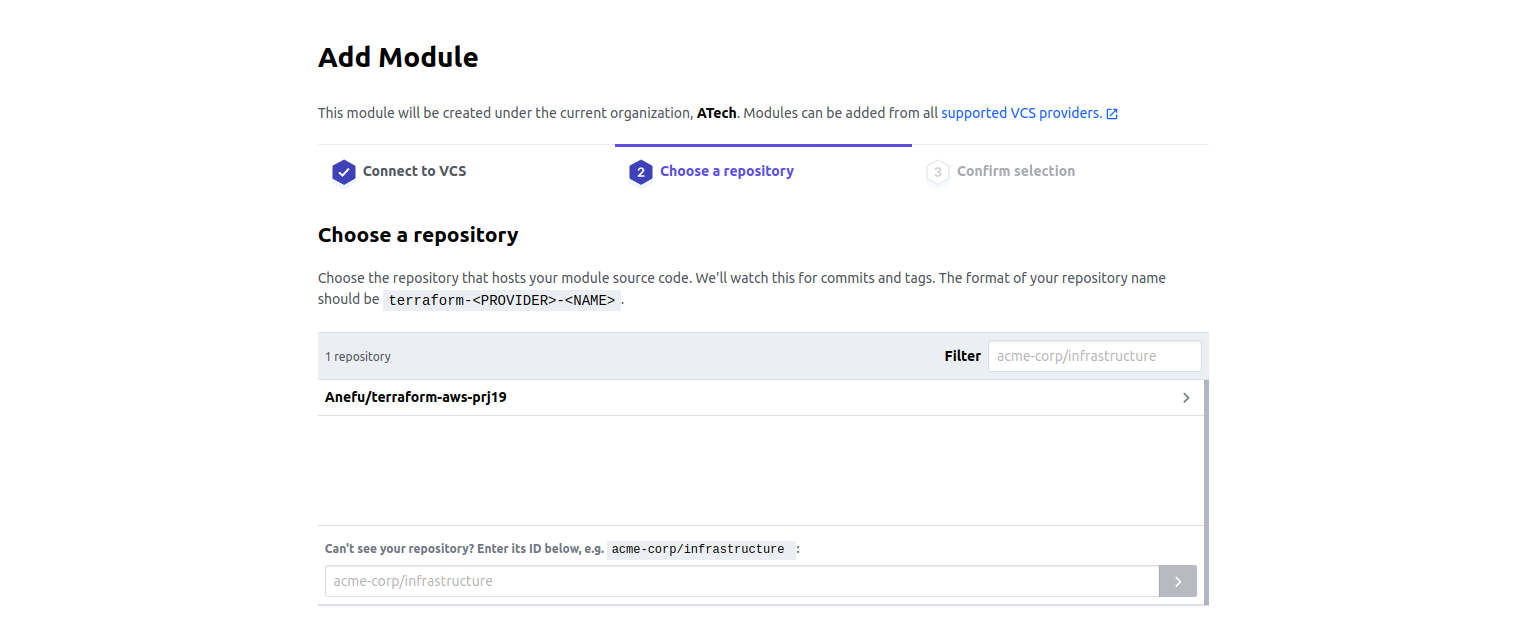 Add Module
This module will be created under the current organization, ATech. Modules can be added from all supported VCS providers.
Connect to VCS
2 Choose a repository
3 Confirm selection
Choose a repository
Choose the repository that hosts your module source code. We'll watch this for commits and tags. The format of your repository name
should be terraform-<PROVIDER>-<NAME> .
1 repository
Filter acme-corp/infrastructure
Anefu/terraform-aws-prj19
Can't see your repository? Enter its ID below, e.g. acme-corp/infrastructure :
acme-corp/infrastructure